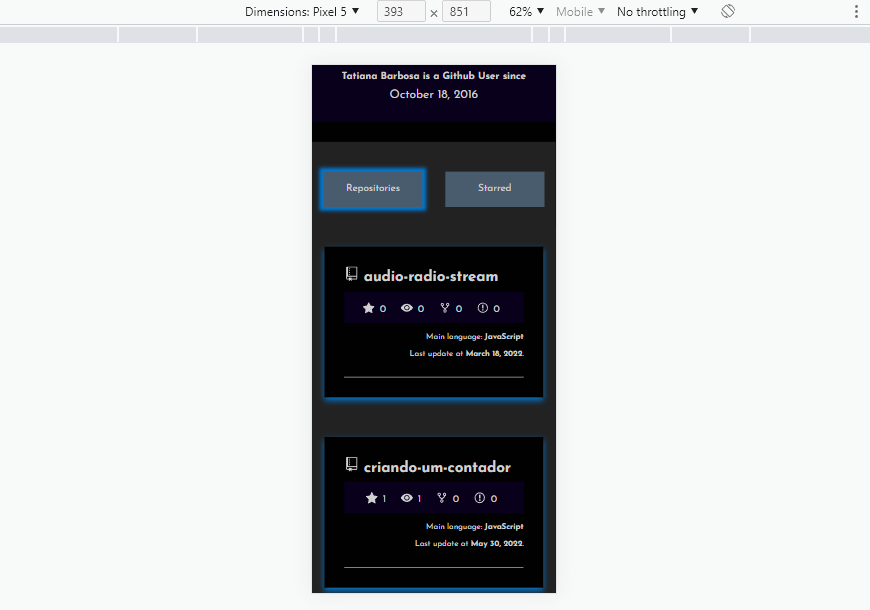 Dimensions: Pixel 5 393 × 851 62% Mobile No throttling
Tatiana Barbosa is a Github User since
October 18, 2016
Repositories Starred
audio-radio-stream
0 0 0 0
Main language: JavaScript
Last update at March 18, 2022.
criando-um-contador
1 1 0 0
Main language: JavaScript
Last update at May 30, 2022.